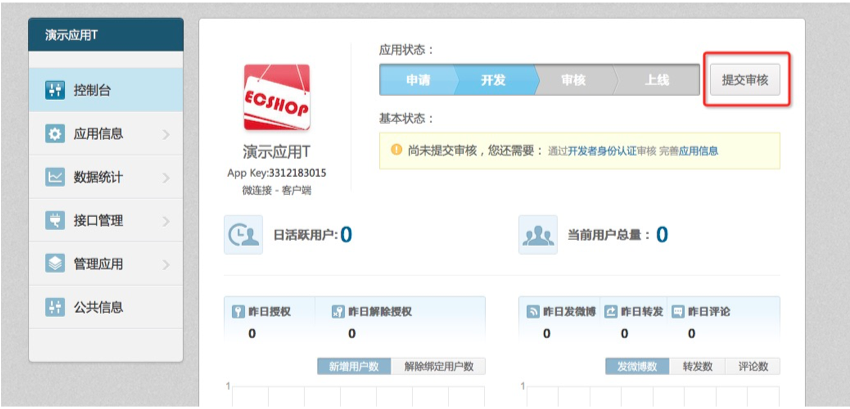 演示应用T
控制台
应用信息
数据统计
接口管理
管理应用
公共信息
ECSHOP
演示应用T
App Key:3312183015
微连接 - 客户端
应用状态：
申请 开发 审核 上线 提交审核
基本状态：
尚未提交审核，您还需要： 通过开发者身份认证审核 完善应用信息
日活跃用户: 0
当前用户总量： 0
昨日授权 昨日解除授权
0 0
新增用户数 解除绑定用户数
1
昨日发微博 昨日转发 昨日评论
0 0 0
发微博数 转发数 评论数
1